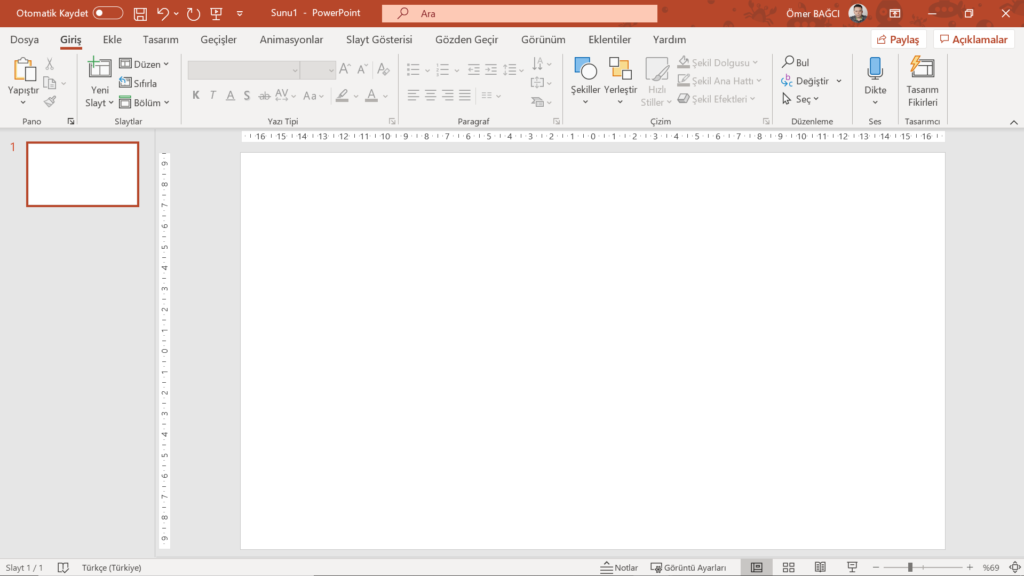 Otomatik Kaydet
Sunu1 - PowerPoint
Ara
Ömer BAĞCI
Dosya Giriş Ekle Tasarım Geçişler Animasyonlar Slayt Gösterisi Gözden Geçir Görünüm Eklentiler Yardım Paylaş Açıklamalar
Yapıştır
Pano
Yeni
Slayt
Düzen
Sıfırla
Bölüm
Slaytlar
K T A S ab AV Aa A
Yazı Tipi
Paragraf
Şekiller
Yerleştir
Hızlı
Stiller
Şekil Dolgusu
Şekil Ana Hattı
Şekil Efektleri
Çizim
Bul
Değiştir
Seç
Düzenleme
Dikte
Ses
Tasarım
Fikirleri
Tasarımcı
16 15 14 13 12 11 10 9 8 7 6 5 4 3 2 1 0 1 2 3 4 5 6 7 8 9 10 11 12 13 14 15 16
1
9 8 7 6 5 4 3 2 1 0 1 2 3 4 5 6 7 8 9
Slayt 1 / 1
Türkçe (Türkiye)
Notlar
Görüntü Ayarları
%69